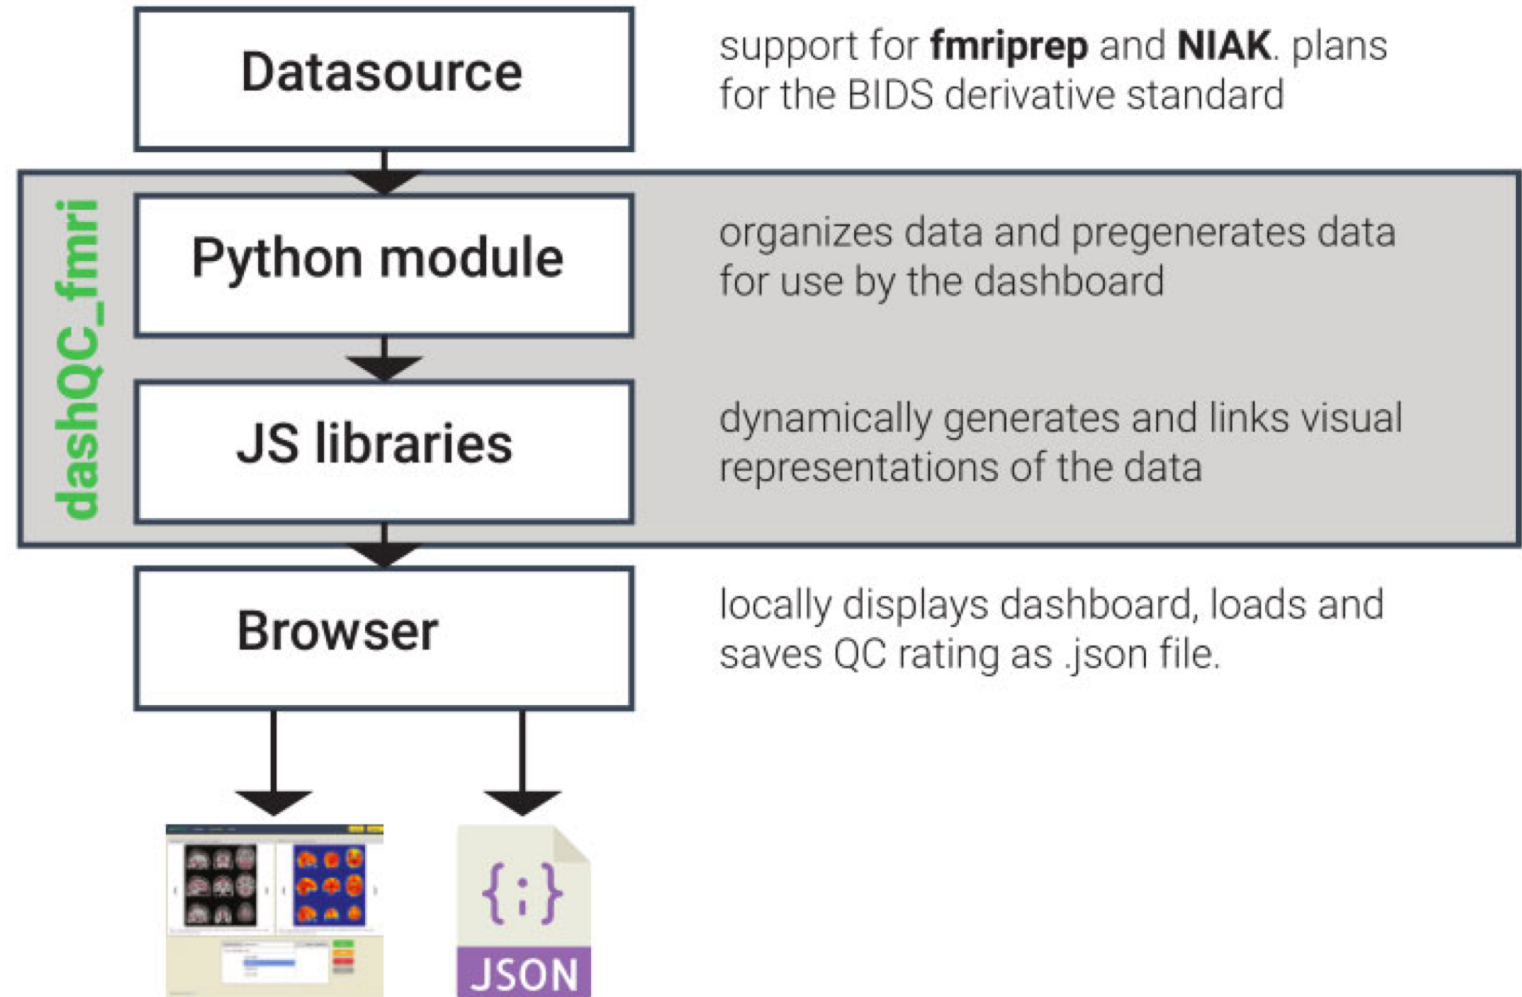 Datasource
support for fmriprep and NIAK. plans
for the BIDS derivative standard
dashQC_fmri
Python module
organizes data and pregenerates data
for use by the dashboard
JS libraries
dynamically generates and links visual
representations of the data
Browser
locally displays dashboard, loads and
saves QC rating as .json file.
{;}
JSON